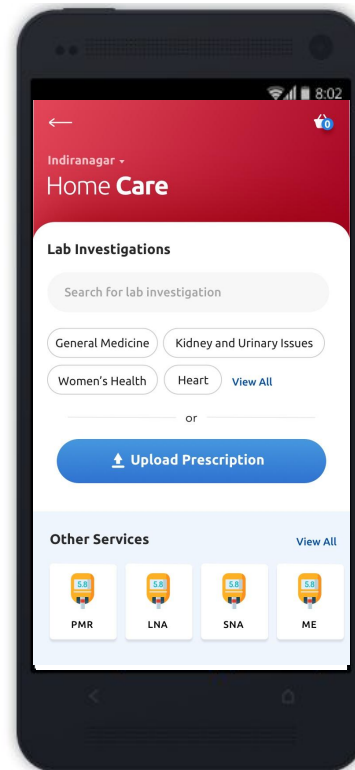 8:02
0
Indiranagar
Home Care
Lab Investigations
Search for lab investigation
General Medicine Kidney and Urinary Issues
Women's Health Heart View All
or
Upload Prescription
Other Services View All
5.8 5.8 5.8 5.8
PMR LNA SNA ME